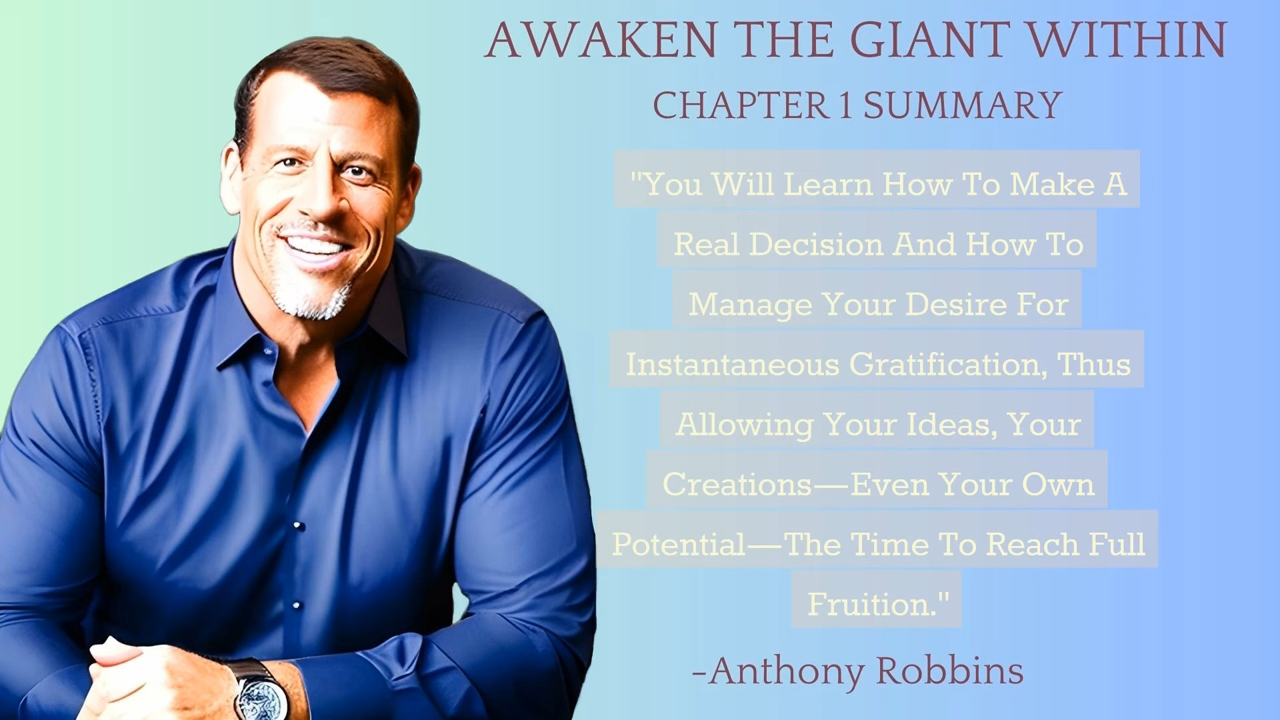 AWAKEN THE GIANT WITHIN
CHAPTER 1 SUMMARY
"You Will Learn How To Make A
Real Decision And How To
Manage Your Desire For
Instantaneous Gratification, Thus
Allowing Your Ideas, Your
Creations—Even Your Own
Potential—The Time To Reach Full
Fruition."
-Anthony Robbins